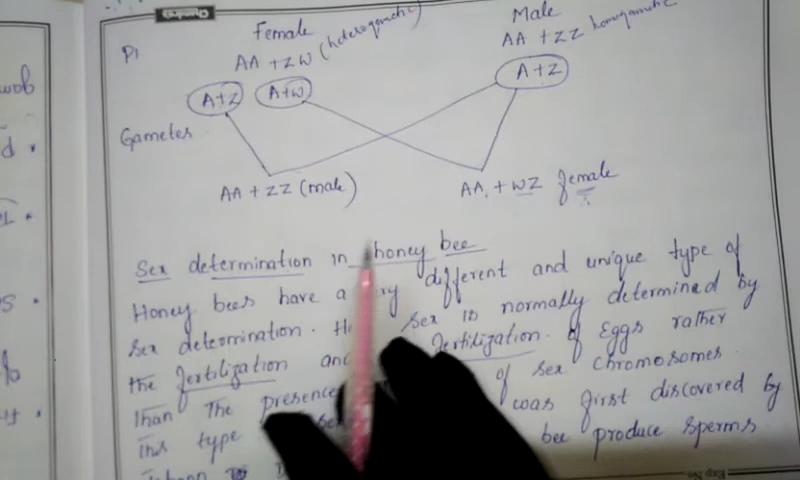 Female
Male
P1
AA + ZW (heterogametic)
AA + ZZ homogametic
A+Z
A+W
A+Z
Gametes
AA + ZZ (male)
AA + WZ female
Sex determination in honey bee
Honey bees have a different and unique type of
sex determination. sex is normally determined by
the fertilization and fertilization of Eggs rather
than the presence of sex chromosomes
This type was first discovered by
bee produce sperms